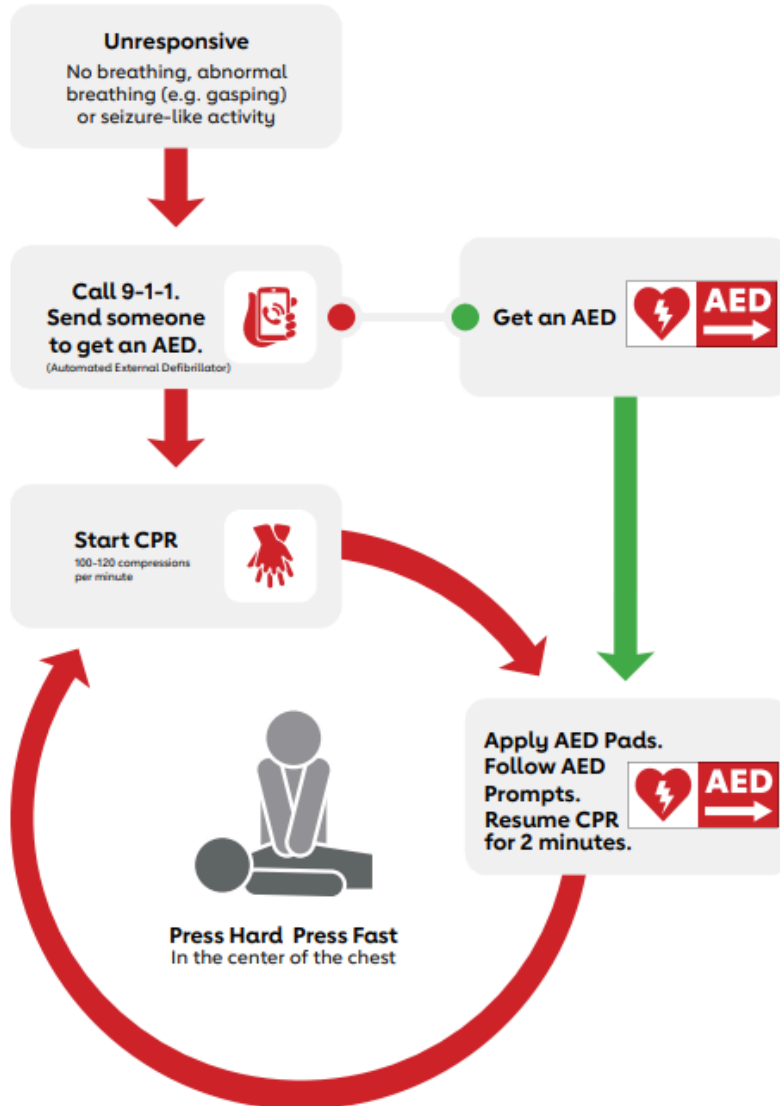 Unresponsive
No breathing, abnormal
breathing (e.g. gasping)
or seizure-like activity
Call 9-1-1.
Send someone
to get an AED.
(Automated External Defibrillator)
Get an AED
AED
Start CPR
100-120 compressions
per minute
Apply AED Pads.
Follow AED
Prompts.
Resume CPR
for 2 minutes.
AED
Press Hard Press Fast
In the center of the chest